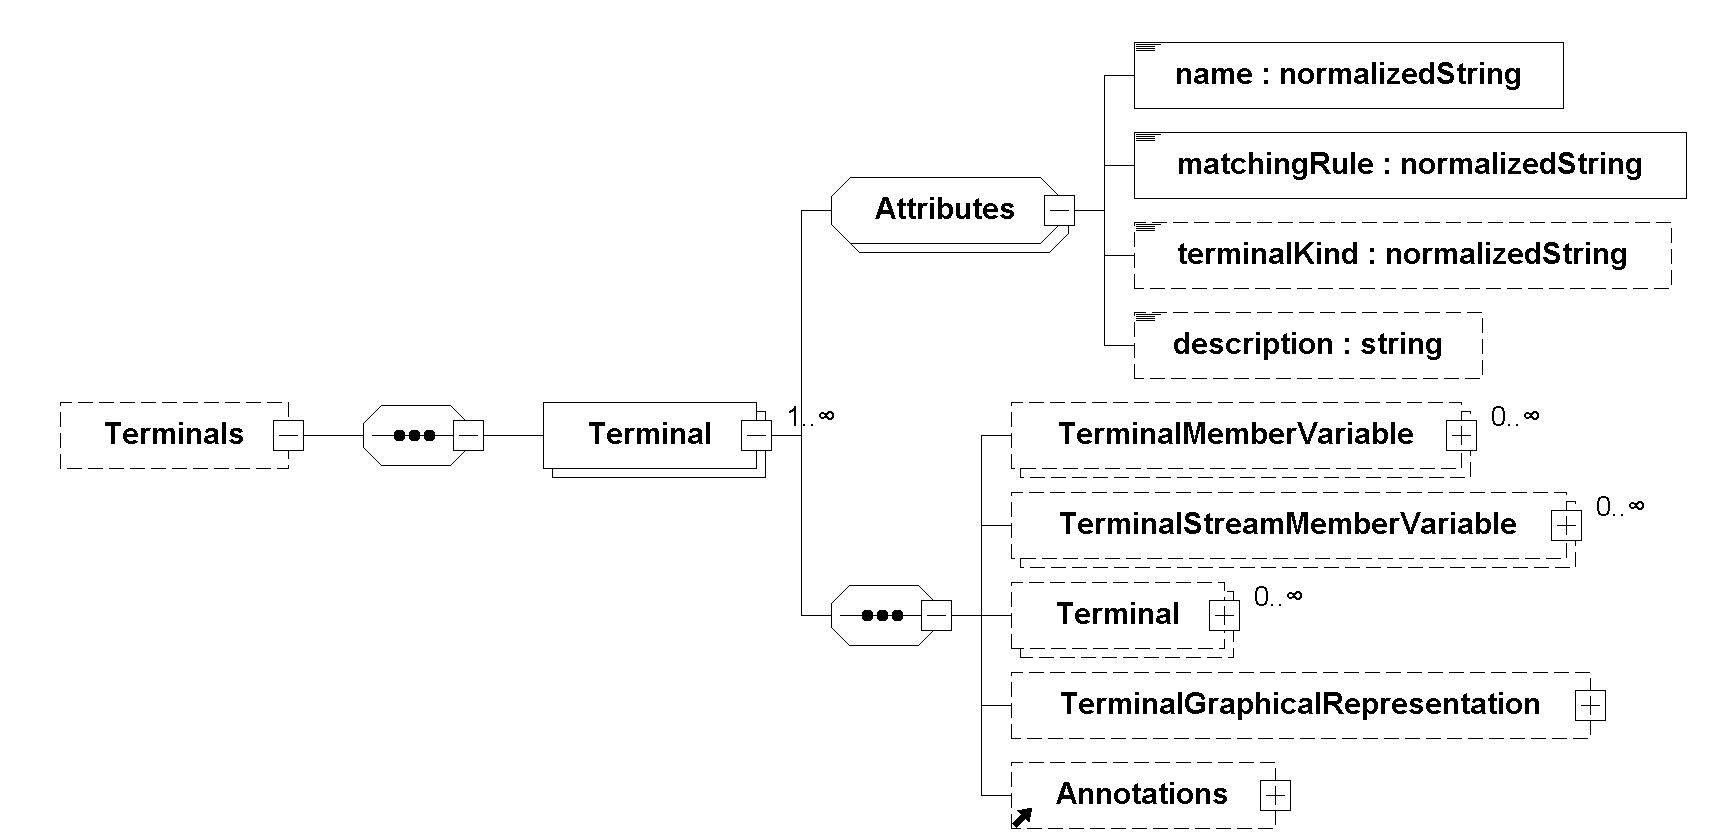 name : normalizedString
matchingRule : normalizedString
Attributes
terminalKind : normalizedString
description : string
Terminals
Terminal
1..∞
TerminalMemberVariable
0..∞
TerminalStreamMemberVariable
0..∞
Terminal
0..∞
TerminalGraphicalRepresentation
Annotations